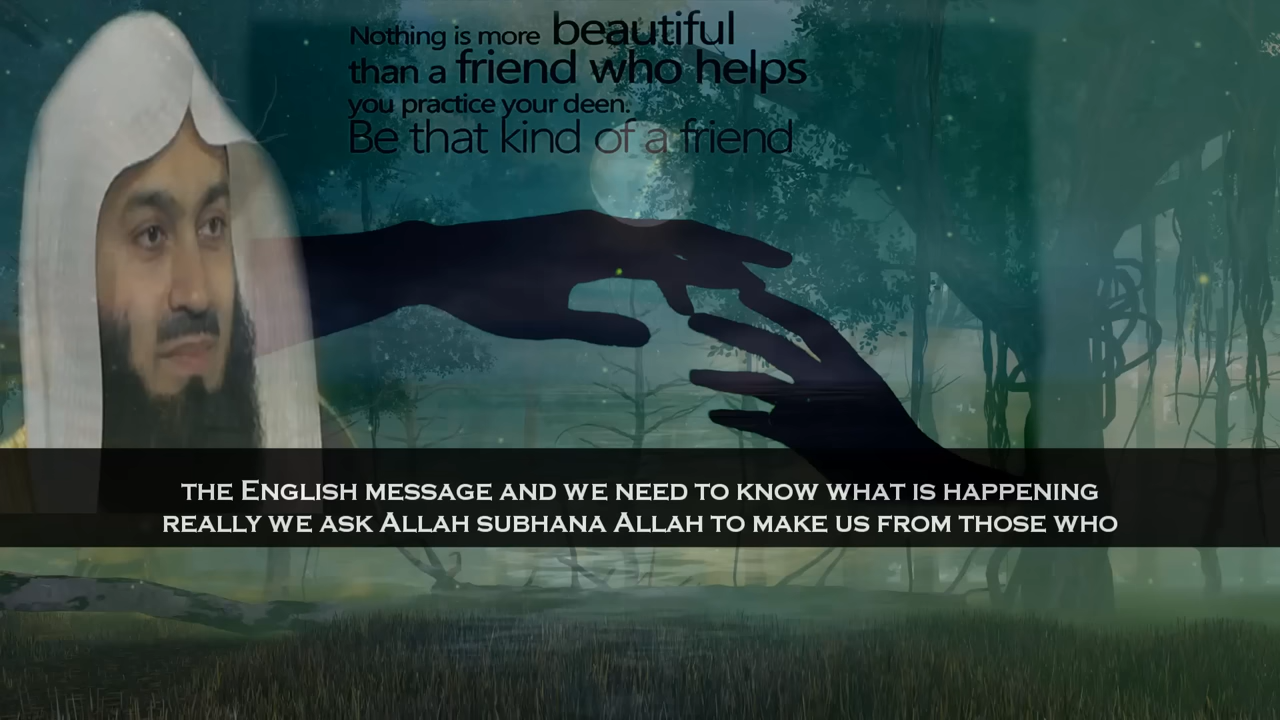 Nothing is more beautiful
than a friend who helps
you practice your deen.
Be that kind of a friend
THE ENGLISH MESSAGE AND WE NEED TO KNOW WHAT IS HAPPENING
REALLY WE ASK ALLAH SUBHANA ALLAH TO MAKE US FROM THOSE WHO